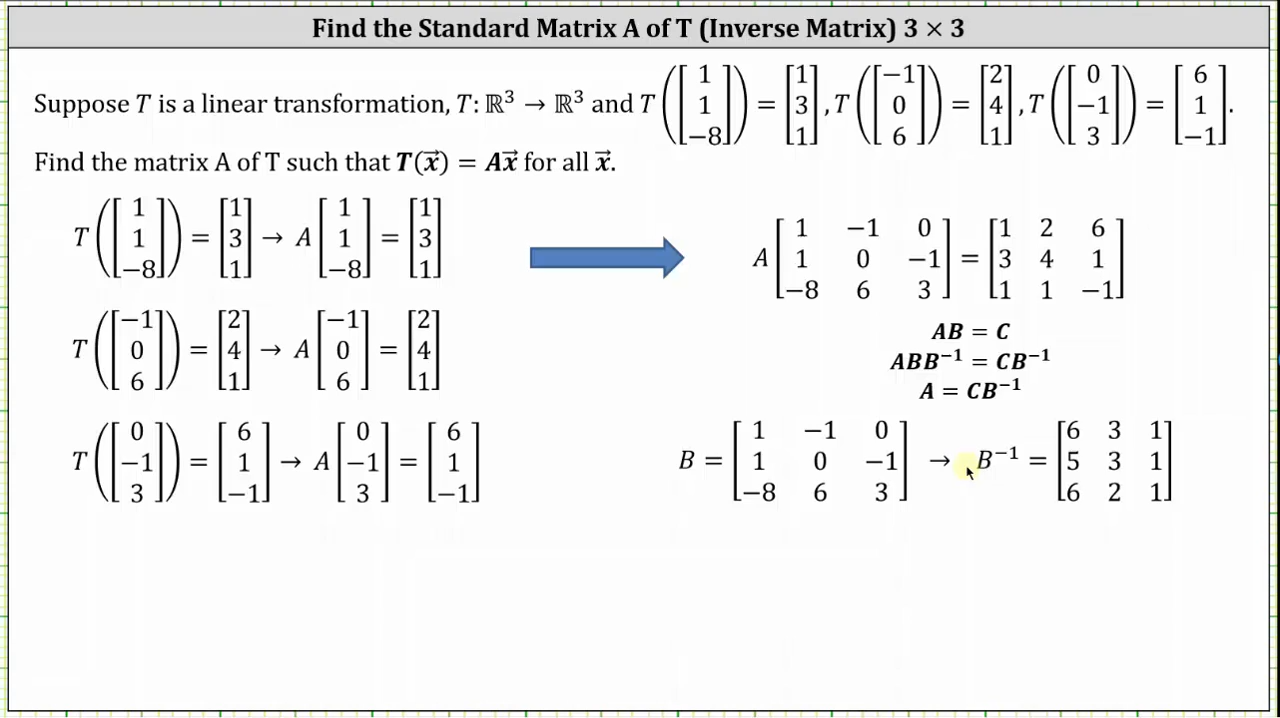 Find the Standard Matrix A of T (Inverse Matrix) 3 × 3
Suppose T is a linear transformation, T: ℝ³ → ℝ³ and T([1 1 −8]) = [1 3 1], T([−1 0 6]) = [2 4 1], T([0 −1 3]) = [6 1 −1].
Find the matrix A of T such that T(x⃗) = Ax⃗ for all x⃗.
T([1 1 −8]) = [1 3 1] → A[1 1 −8] = [1 3 1]
T([−1 0 6]) = [2 4 1] → A[−1 0 6] = [2 4 1]
T([0 −1 3]) = [6 1 −1] → A[0 −1 3] = [6 1 −1]
A[1 −1 0; 1 0 −1; −8 6 3] = [1 2 6; 3 4 1; 1 1 −1]
AB = C
ABB⁻¹ = CB⁻¹
A = CB⁻¹
B = [1 −1 0; 1 0 −1; −8 6 3] → B⁻¹ = [6 3 1; 5 3 1; 6 2 1]